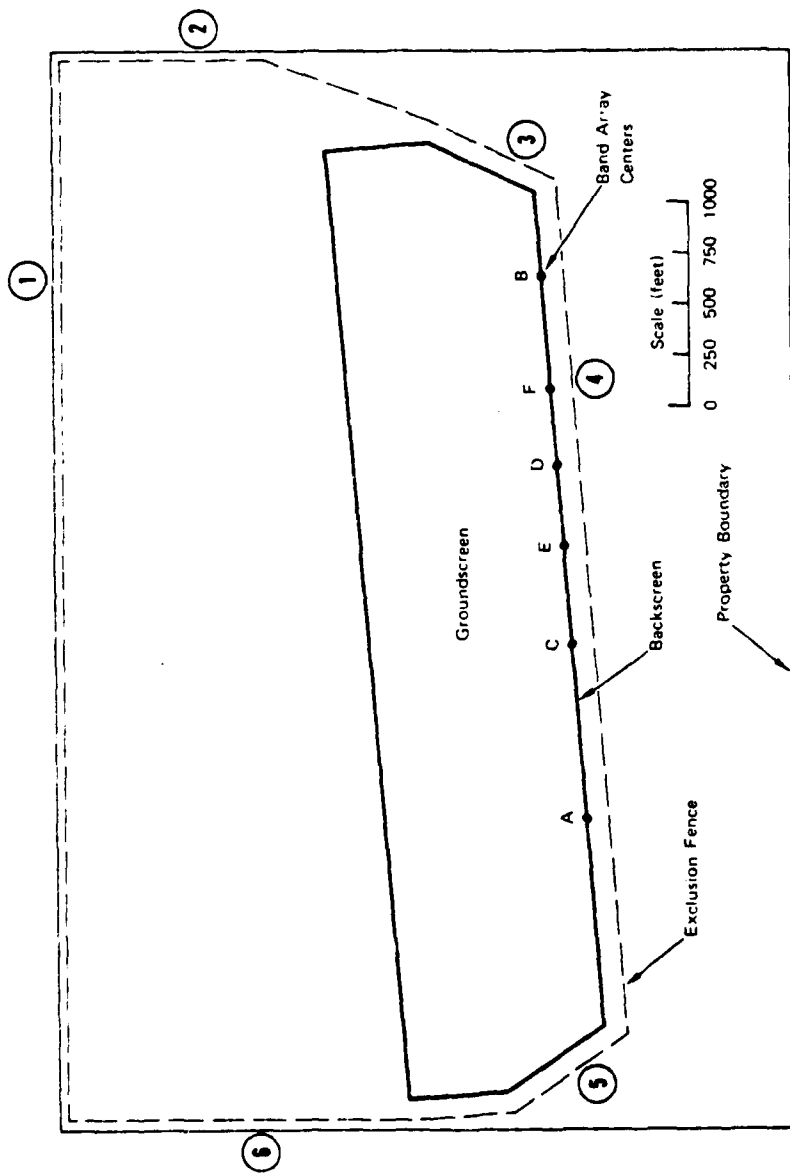 1
2
3
4
5
6
Band Array
Centers
B
F
D
E
C
A
Groundscreen
Backscreen
Exclusion Fence
Property Boundary
Scale (feet)
0 250 500 750 1000